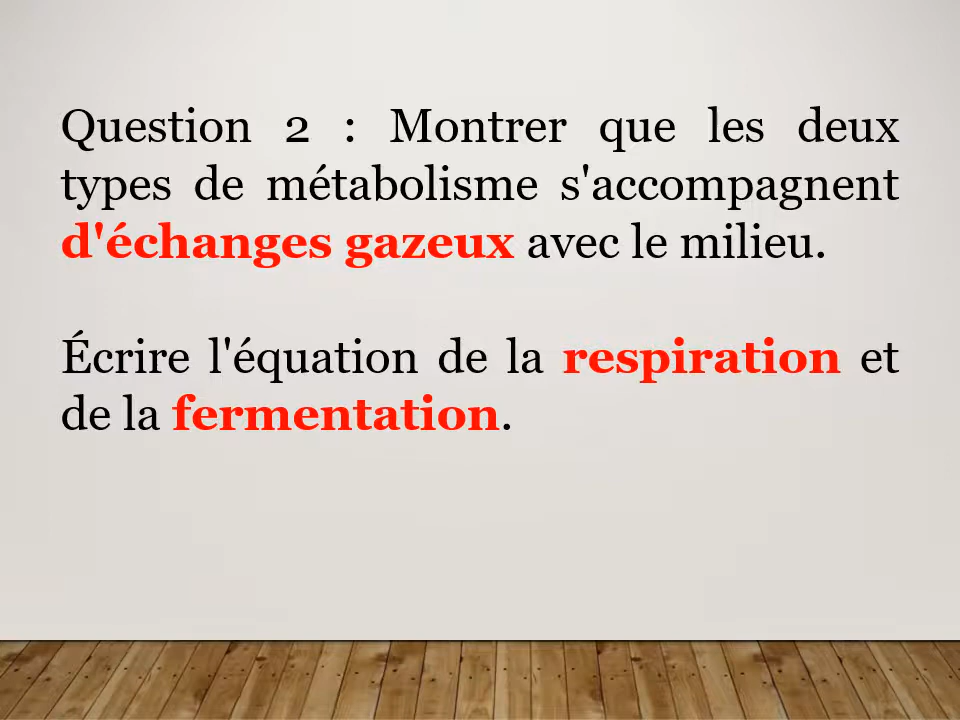 Question 2 : Montrer que les deux
types de métabolisme s'accompagnent
d'échanges gazeux avec le milieu.
Écrire l'équation de la respiration et
de la fermentation.